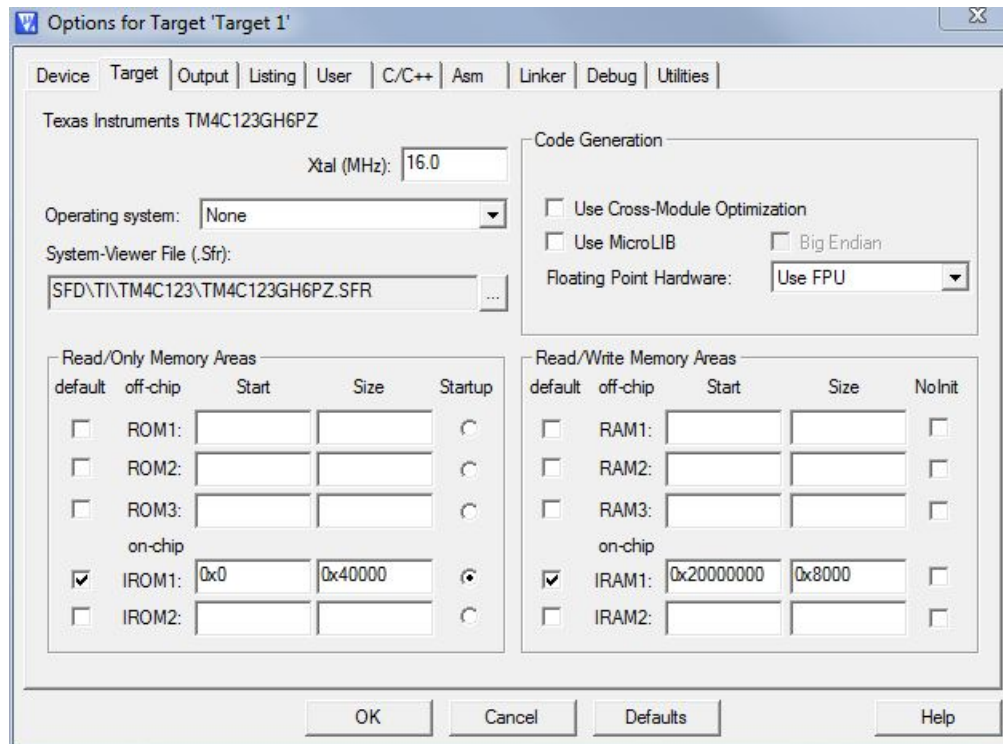 Options for Target 'Target 1'
Device Target Output Listing User C/C++ Asm Linker Debug Utilities
Texas Instruments TM4C123GH6PZ
Xtal (MHz): 16.0
Operating system: None
System-Viewer File (.Sfr):
SFD\TI\TM4C123\TM4C123GH6PZ.SFR ...
Code Generation
Use Cross-Module Optimization
Use MicroLIB Big Endian
Floating Point Hardware: Use FPU
Read/Only Memory Areas
default off-chip Start Size Startup
ROM1:
ROM2:
ROM3:
on-chip
IROM1: 0x0 0x40000
IROM2:
Read/Write Memory Areas
default off-chip Start Size NoInit
RAM1:
RAM2:
RAM3:
on-chip
IRAM1: 0x20000000 0x8000
IRAM2:
OK Cancel Defaults Help